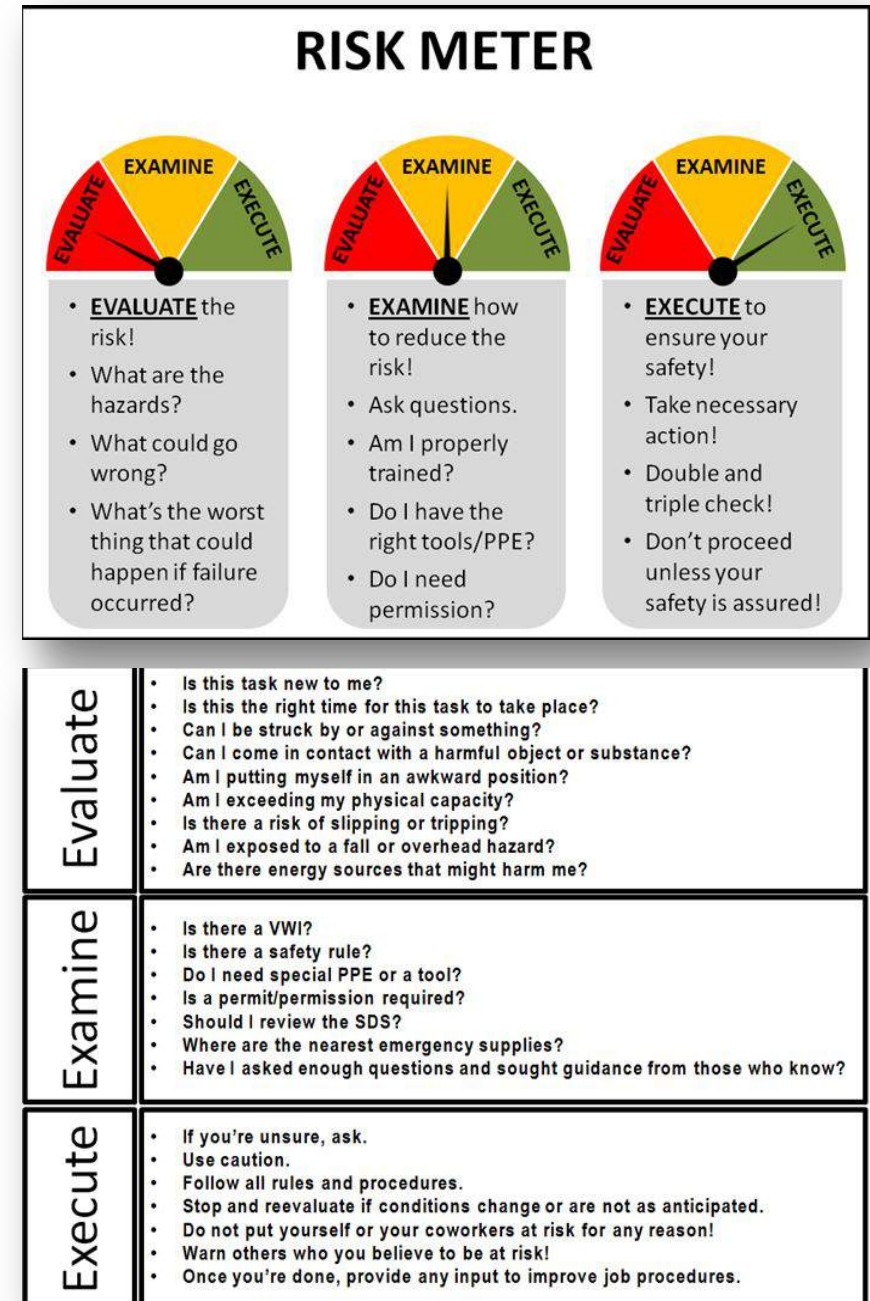 RISK METER
EVALUATE
EXAMINE
EXECUTE
EVALUATE
EXAMINE
EXECUTE
EVALUATE
EXAMINE
EXECUTE
• EVALUATE the
risk!
• What are the
hazards?
• What could go
wrong?
• What's the worst
thing that could
happen if failure
occurred?
• EXAMINE how
to reduce the
risk!
• Ask questions.
• Am I properly
trained?
• Do I have the
right tools/PPE?
• Do I need
permission?
• EXECUTE to
ensure your
safety!
• Take necessary
action!
• Double and
triple check!
• Don't proceed
unless your
safety is assured!
Evaluate
• Is this task new to me?
• Is this the right time for this task to take place?
• Can I be struck by or against something?
• Can I come in contact with a harmful object or substance?
• Am I putting myself in an awkward position?
• Am I exceeding my physical capacity?
• Is there a risk of slipping or tripping?
• Am I exposed to a fall or overhead hazard?
• Are there energy sources that might harm me?
Examine
• Is there a VWI?
• Is there a safety rule?
• Do I need special PPE or a tool?
• Is a permit/permission required?
• Should I review the SDS?
• Where are the nearest emergency supplies?
• Have I asked enough questions and sought guidance from those who know?
Execute
• If you're unsure, ask.
• Use caution.
• Follow all rules and procedures.
• Stop and reevaluate if conditions change or are not as anticipated.
• Do not put yourself or your coworkers at risk for any reason!
• Warn others who you believe to be at risk!
• Once you're done, provide any input to improve job procedures.